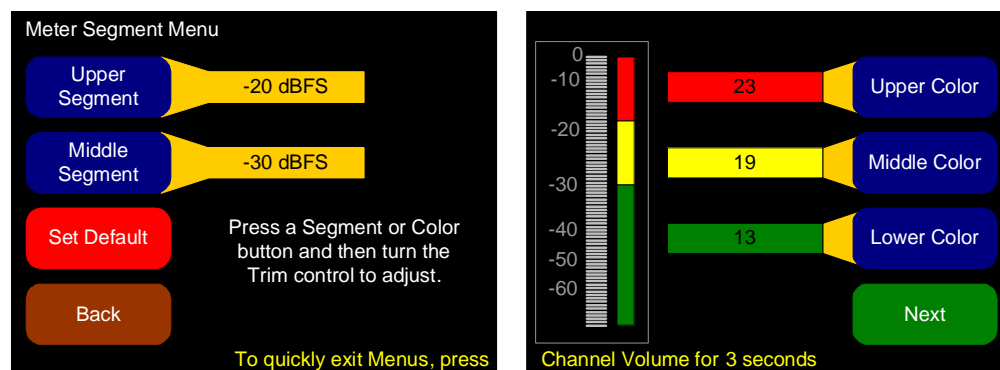 Meter Segment Menu
Upper
Segment
-20 dBFS
Middle
Segment
-30 dBFS
Set Default
Press a Segment or Color
button and then turn the
Trim control to adjust.
Back
To quickly exit Menus, press
0
-10
-20
-30
-40
-50
-60
23
Upper Color
19
Middle Color
13
Lower Color
Next
Channel Volume for 3 seconds